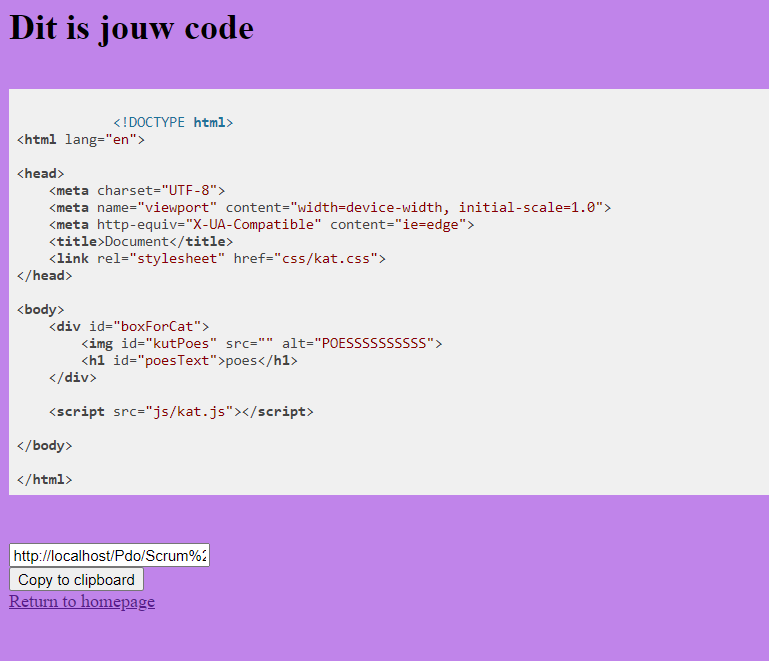 Dit is jouw code
<!DOCTYPE html>
<html lang="en">
<head>
<meta charset="UTF-8">
<meta name="viewport" content="width=device-width, initial-scale=1.0">
<meta http-equiv="X-UA-Compatible" content="ie=edge">
<title>Document</title>
<link rel="stylesheet" href="css/kat.css">
</head>
<body>
<div id="boxForCat">
<img id="kutPoes" src="" alt="POESSSSSSSSSS">
<h1 id="poesText">poes</h1>
</div>
<script src="js/kat.js"></script>
</body>
</html>
http://localhost/Pdo/Scrum%2
Copy to clipboard
Return to homepage